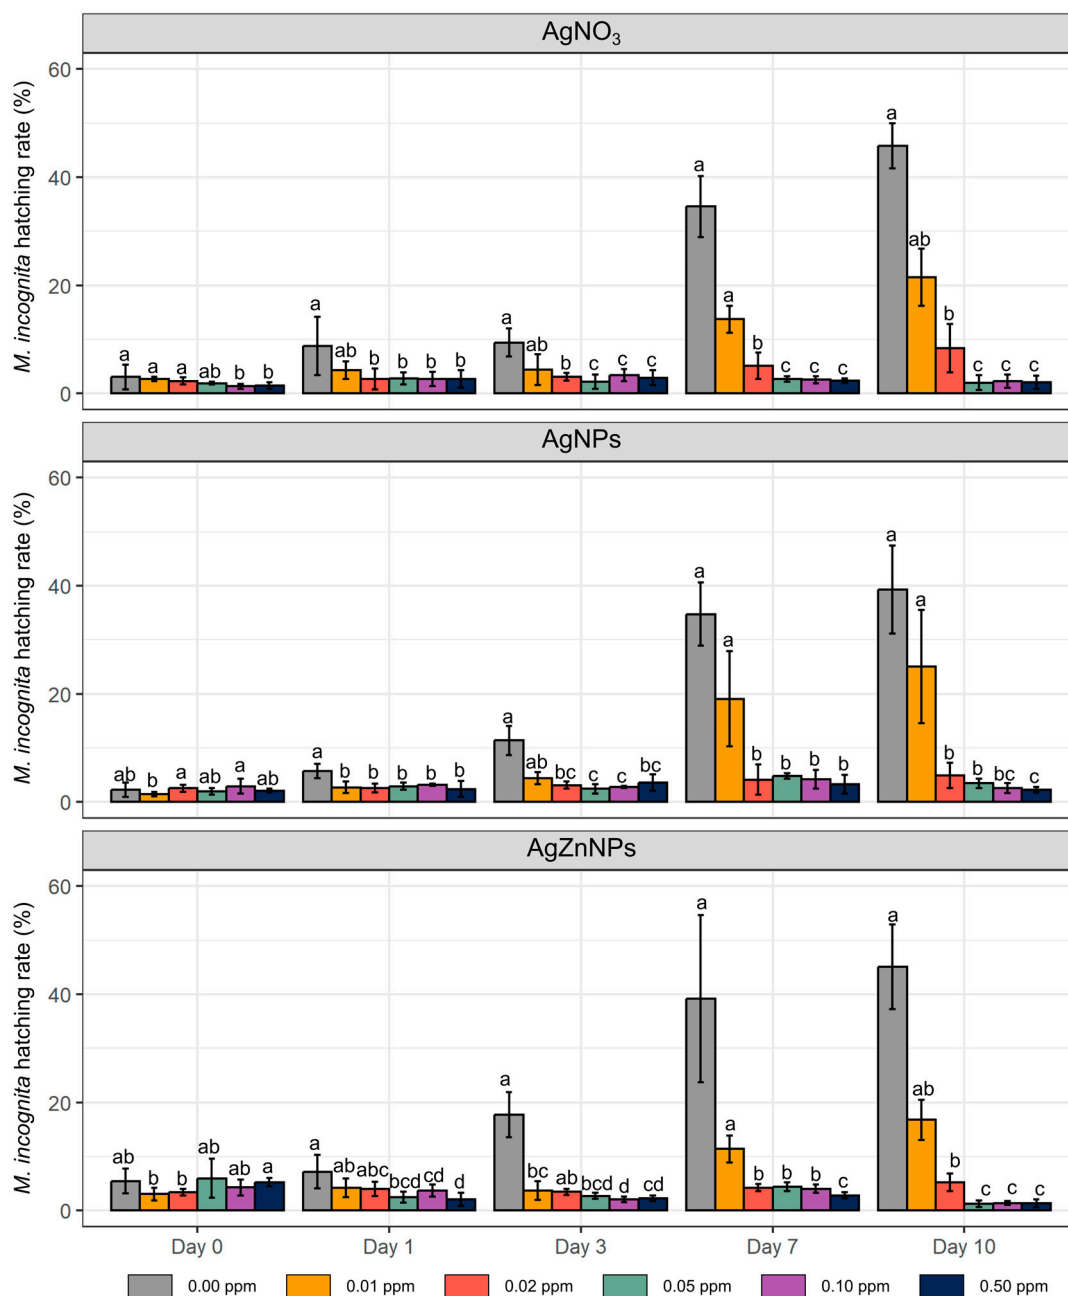 AgNO₃
M. incognita hatching rate (%)
60
40
20
0
a a a ab b b
a ab b b b b
a ab b c c c
a a b c c c
a ab b c c c
AgNPs
M. incognita hatching rate (%)
60
40
20
0
ab b a ab a ab
a b b b b b
a ab bc c c bc
a a b b b b
a a b b bc c
AgZnNPs
M. incognita hatching rate (%)
60
40
20
0
ab b b ab ab a
a ab abc bcd cd d
a bc ab bcd d cd
a a b b b c
a ab b c c c
Day 0 Day 1 Day 3 Day 7 Day 10
0.00 ppm 0.01 ppm 0.02 ppm 0.05 ppm 0.10 ppm 0.50 ppm